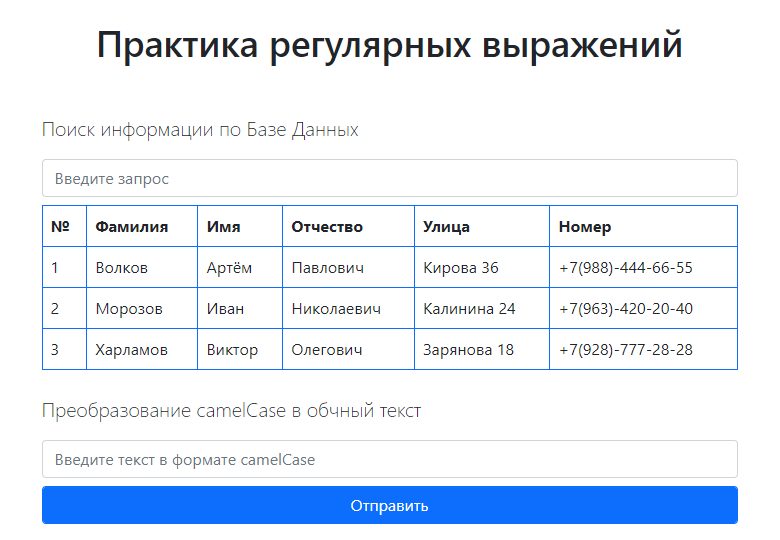 Практика регулярных выражений
Поиск информации по Базе Данных
Введите запрос
№ Фамилия Имя Отчество Улица Номер
1 Волков Артём Павлович Кирова 36 +7(988)-444-66-55
2 Морозов Иван Николаевич Калинина 24 +7(963)-420-20-40
3 Харламов Виктор Олегович Зарянова 18 +7(928)-777-28-28
Преобразование camelCase в обчный текст
Введите текст в формате camelCase
Отправить